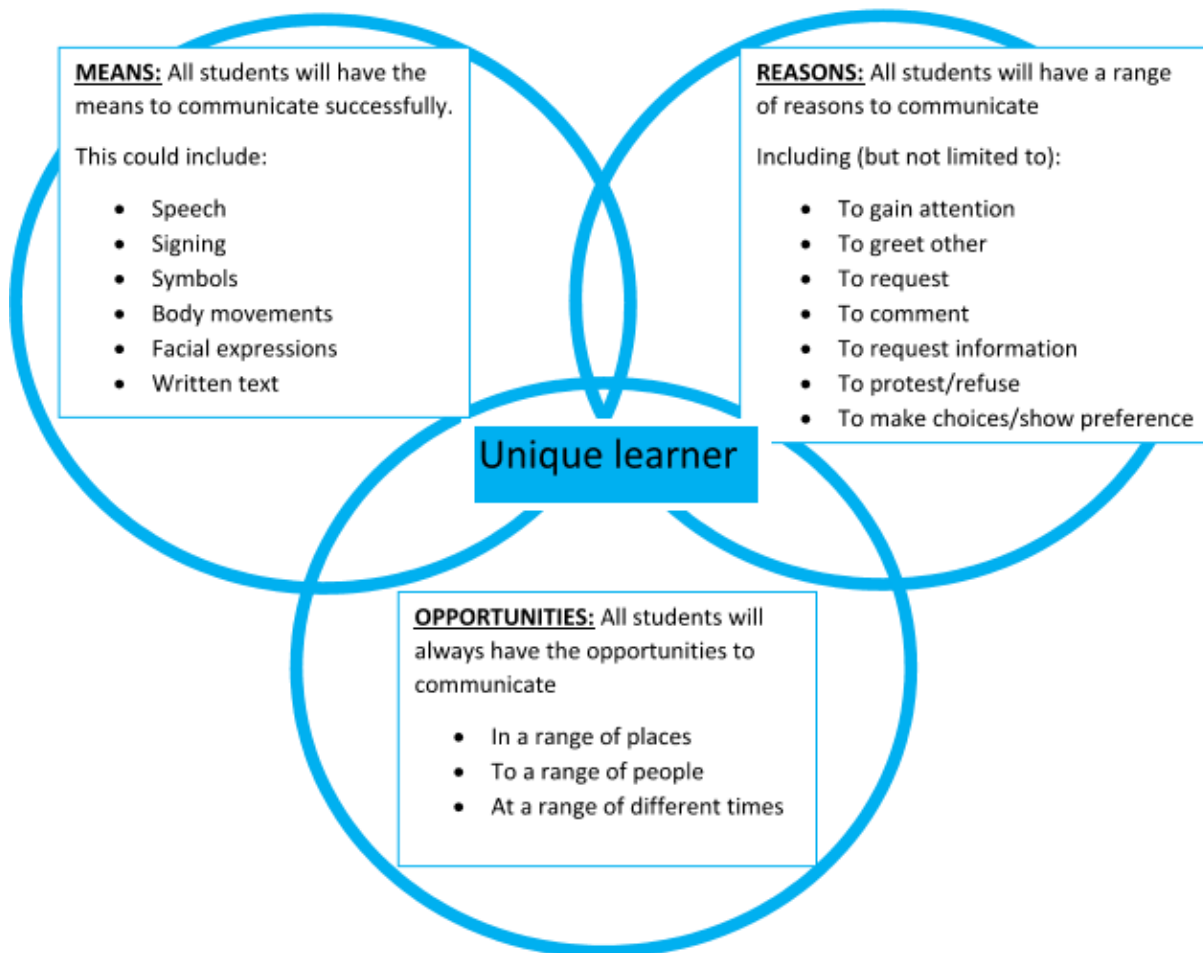 MEANS: All students will have the
means to communicate successfully.
This could include:
• Speech
• Signing
• Symbols
• Body movements
• Facial expressions
• Written text
REASONS: All students will have a range
of reasons to communicate
Including (but not limited to):
• To gain attention
• To greet other
• To request
• To comment
• To request information
• To protest/refuse
• To make choices/show preference
Unique learner
OPPORTUNITIES: All students will
always have the opportunities to
communicate
• In a range of places
• To a range of people
• At a range of different times